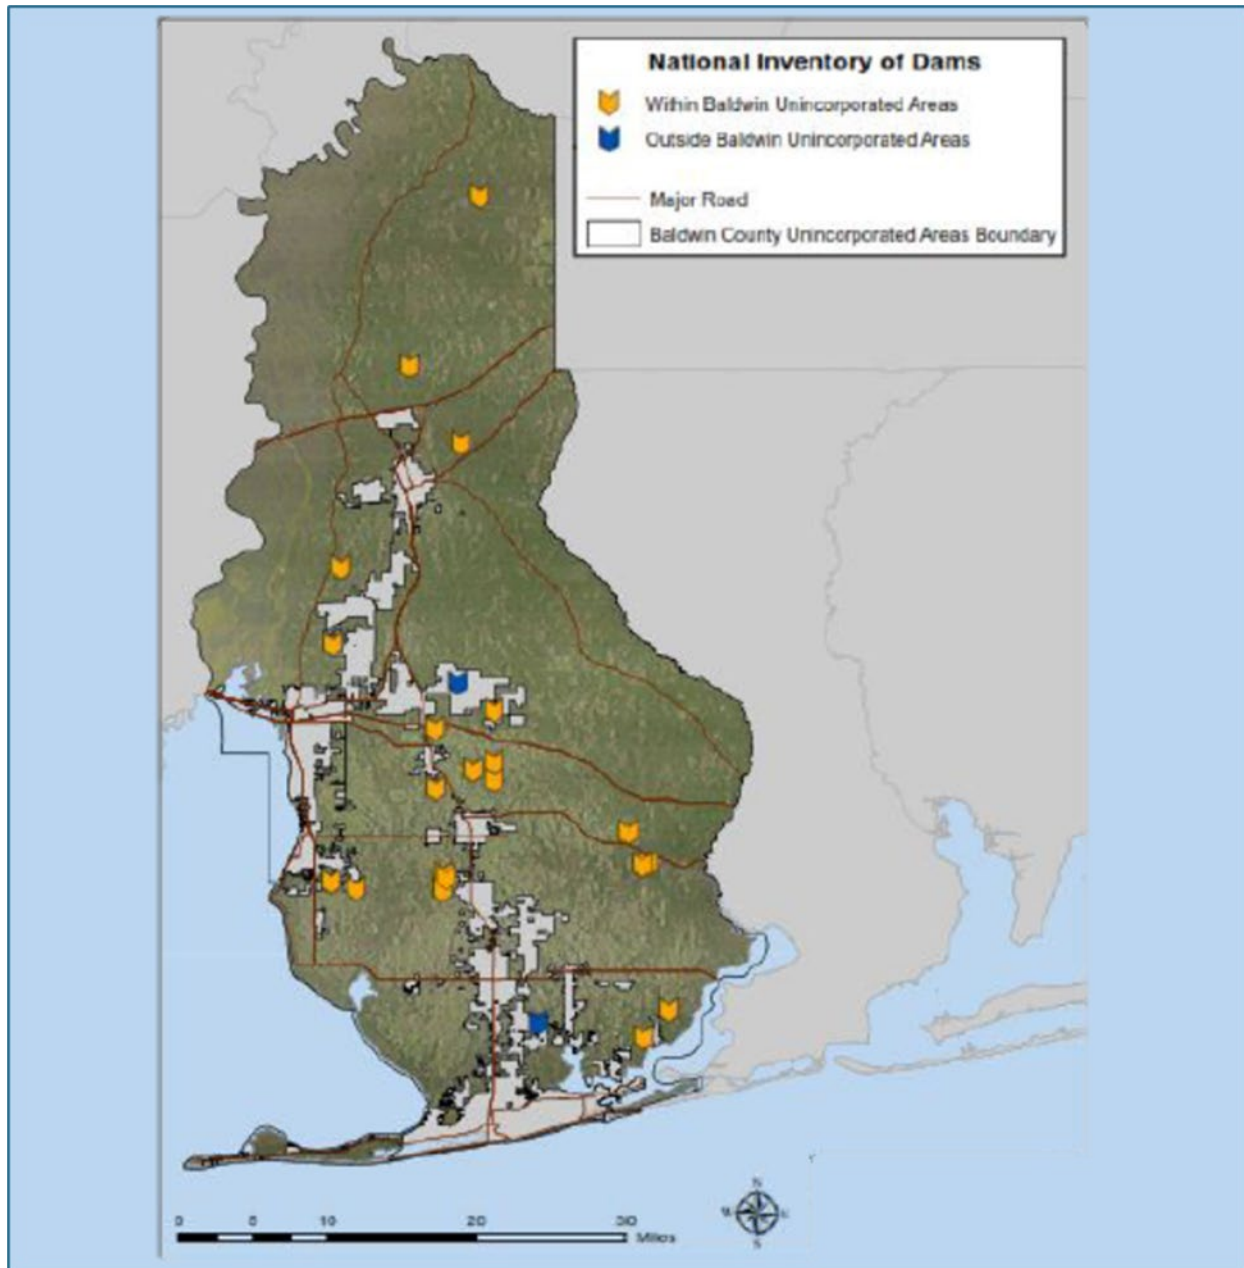 National Inventory of Dams
Within Baldwin Unincorporated Areas
Outside Baldwin Unincorporated Areas
Major Road
Baldwin County Unincorporated Areas Boundary
N
W E
S
0 5 10 20 30
Miles